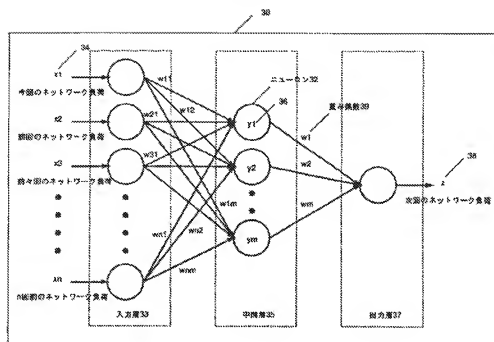 30
34
x1
今回のネットワーク負荷
x2
前回のネットワーク負荷
x3
前々回のネットワーク負荷
xn
n回前のネットワーク負荷
w11
w12
w21
w31
w1m
wn1
wn2
wnm
ニューロン32
36
y1
y2
ym
重み係数39
w1
w2
wm
38
z
次回のネットワーク負荷
入力層33
中間層35
出力層37